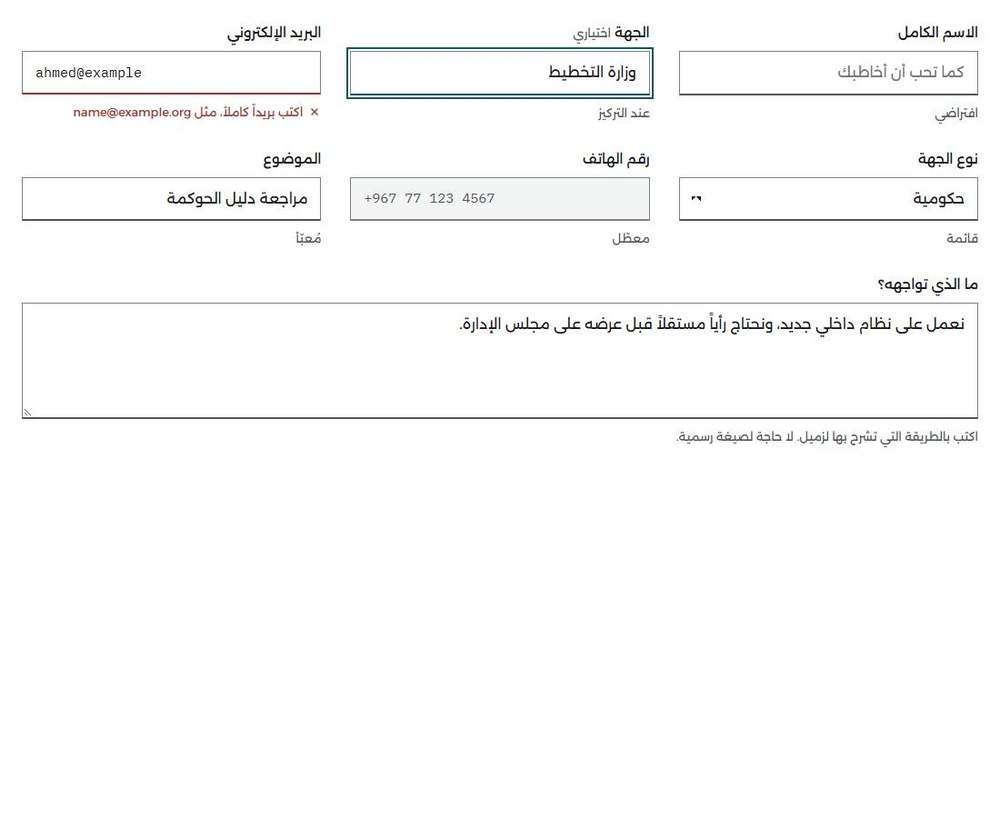 الاسم الكامل
كما تحب أن أخاطبك
افتراضي
الجهة اختياري
وزارة التخطيط
عند التركيز
البريد الإلكتروني
ahmed@example
× اكتب بريداً كاملاً، مثل name@example.org
نوع الجهة
حكومية
قائمة
رقم الهاتف
+967 77 123 4567
معطّل
الموضوع
مراجعة دليل الحوكمة
مُعبّأ
ما الذي تواجهه؟
نعمل على نظام داخلي جديد، ونحتاج رأياً مستقلاً قبل عرضه على مجلس الإدارة.
اكتب بالطريقة التي تشرح بها لزميل. لا حاجة لصيغة رسمية.